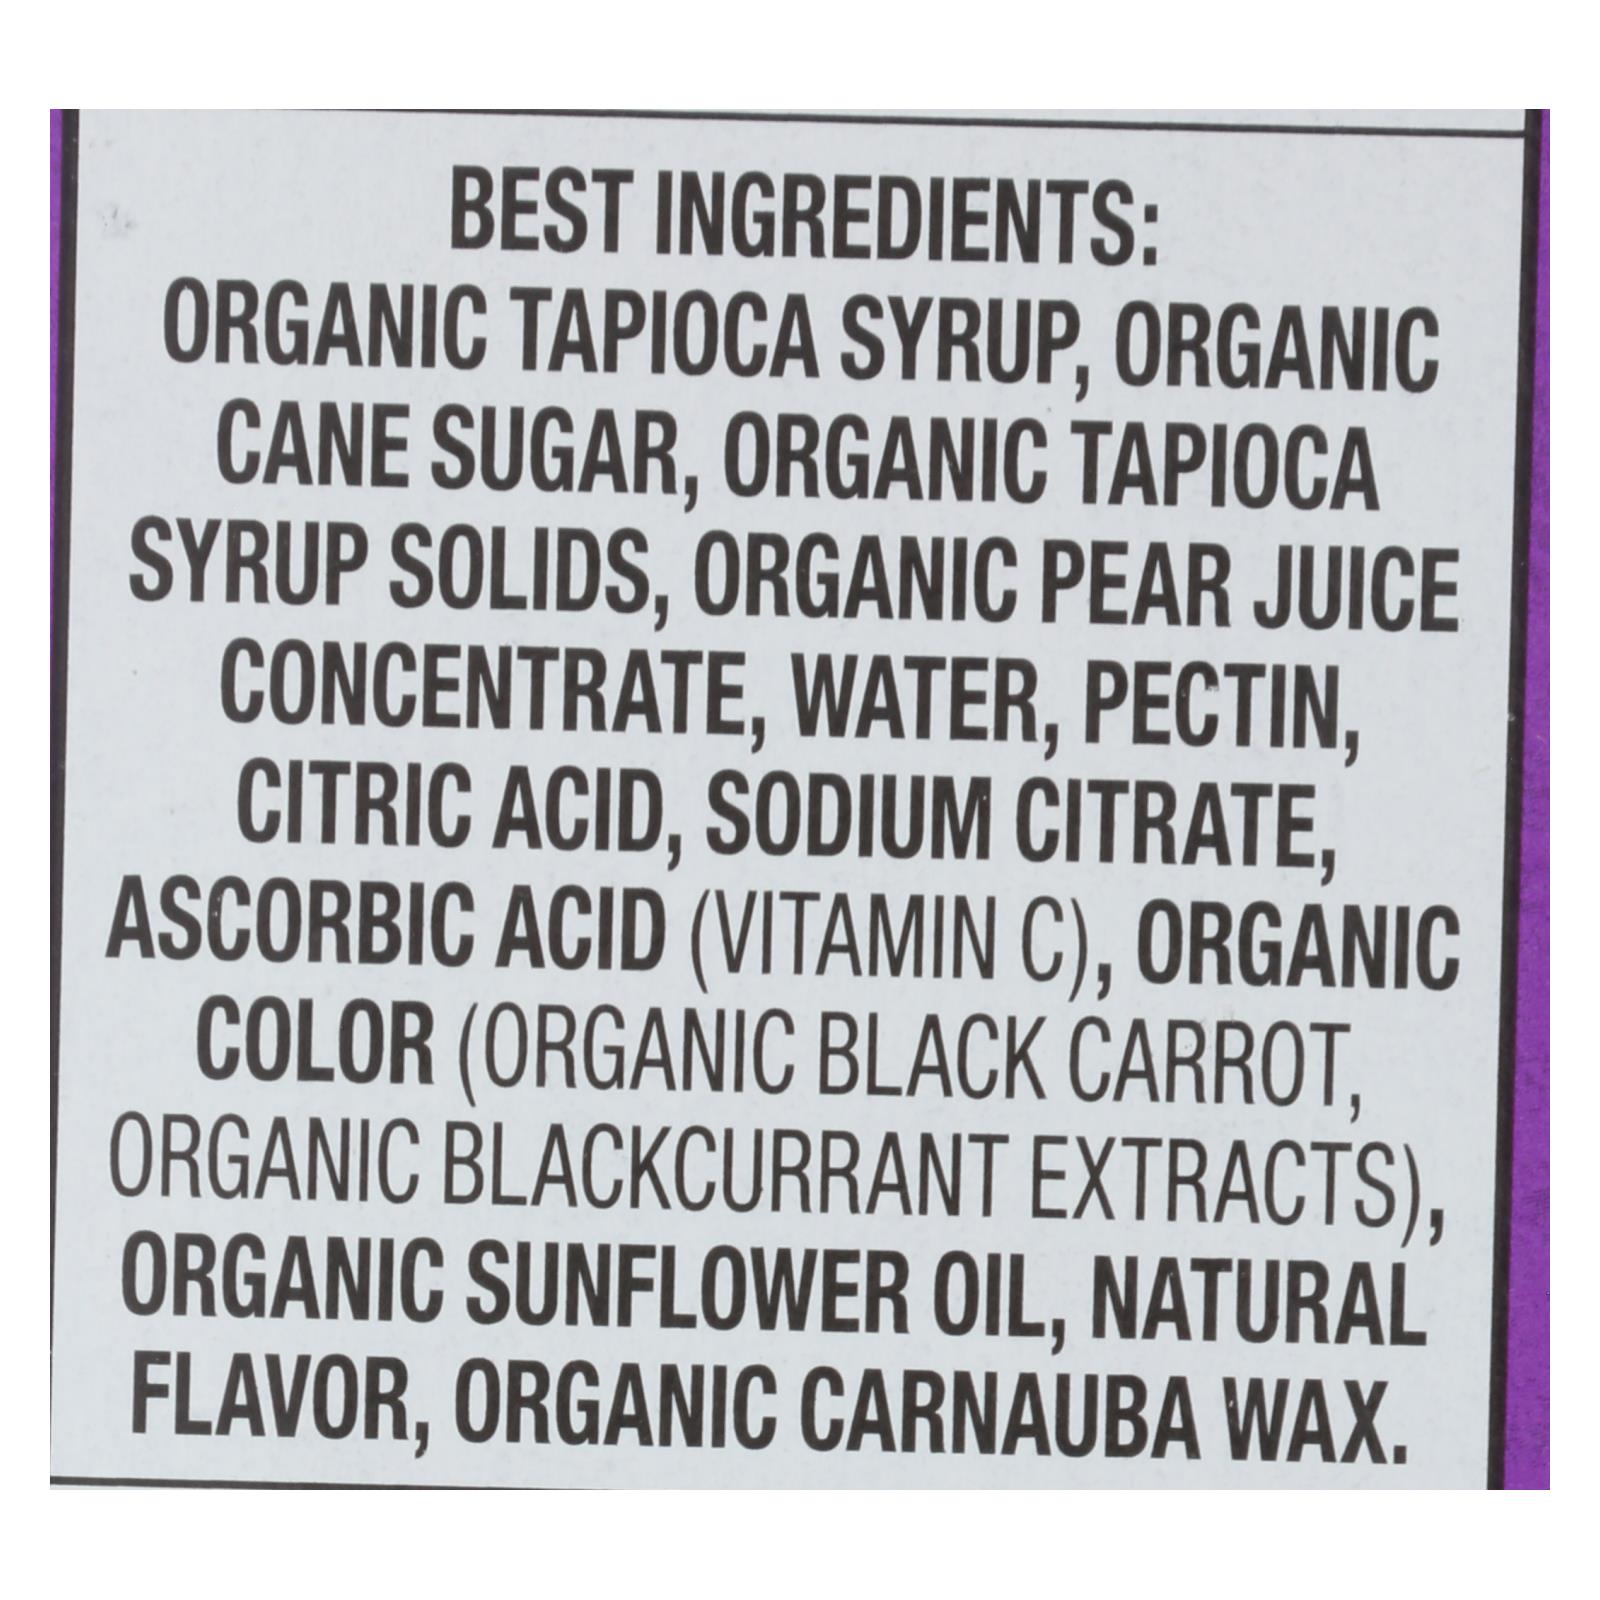 BEST INGREDIENTS:
ORGANIC TAPIOCA SYRUP, ORGANIC
CANE SUGAR, ORGANIC TAPIOCA
SYRUP SOLIDS, ORGANIC PEAR JUICE
CONCENTRATE, WATER, PECTIN,
CITRIC ACID, SODIUM CITRATE,
ASCORBIC ACID (VITAMIN C), ORGANIC
COLOR (ORGANIC BLACK CARROT,
ORGANIC BLACKCURRANT EXTRACTS),
ORGANIC SUNFLOWER OIL, NATURAL
FLAVOR, ORGANIC CARNAUBA WAX.